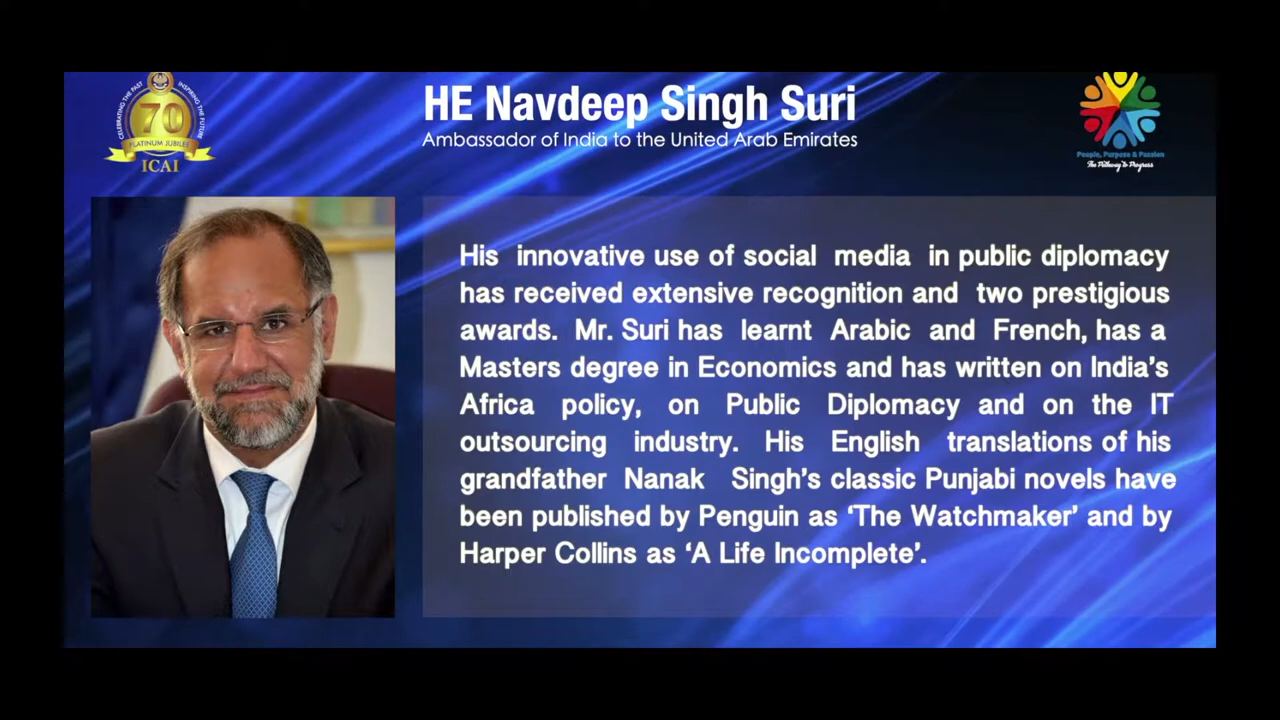 HE Navdeep Singh Suri
Ambassador of India to the United Arab Emirates
CELEBRATING THE PAST
INSPIRING THE FUTURE
70
PLATINUM JUBILEE
ICAI
People, Purpose & Passion
The Pathway to Progress
His innovative use of social media in public diplomacy
has received extensive recognition and two prestigious
awards. Mr. Suri has learnt Arabic and French, has a
Masters degree in Economics and has written on India's
Africa policy, on Public Diplomacy and on the IT
outsourcing industry. His English translations of his
grandfather Nanak Singh's classic Punjabi novels have
been published by Penguin as ‘The Watchmaker’ and by
Harper Collins as ‘A Life Incomplete’.